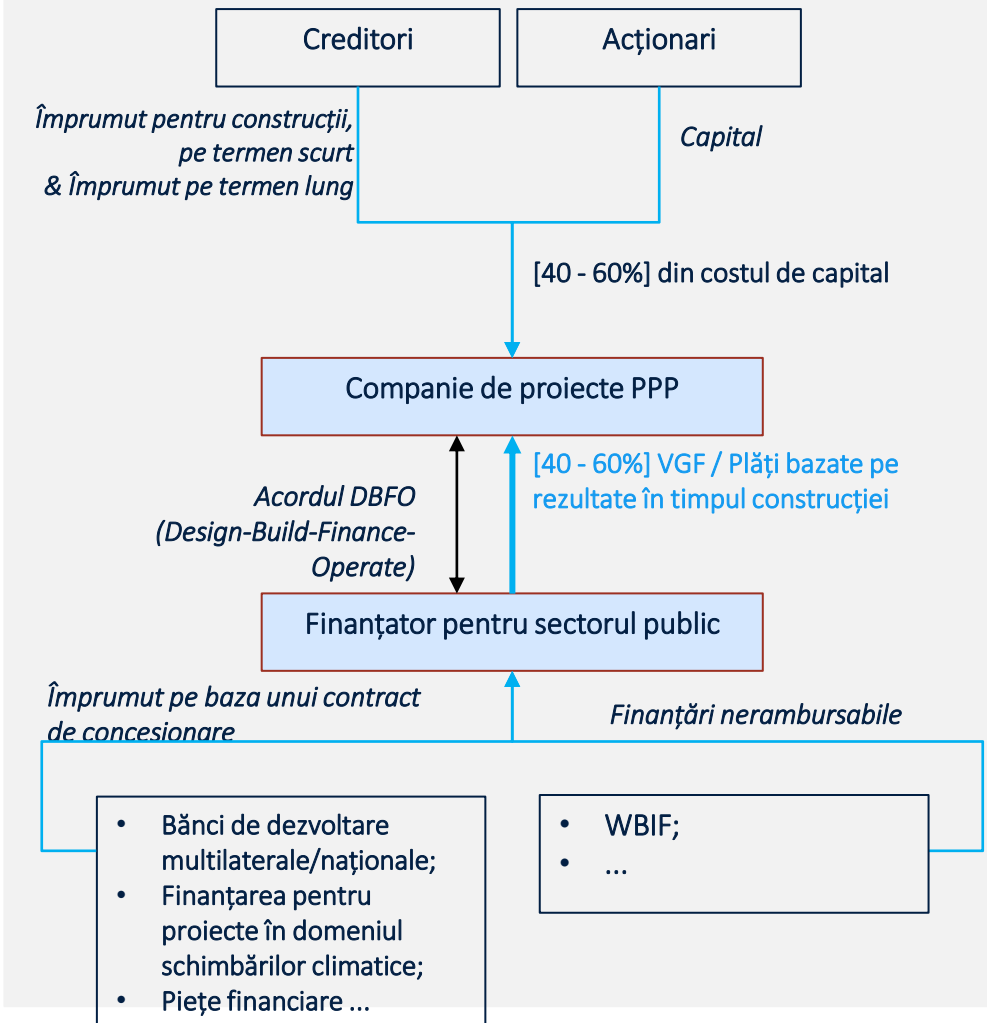 Creditori
Acționari
Împrumut pentru construcții,
pe termen scurt
& Împrumut pe termen lung
Capital
[40 - 60%] din costul de capital
Companie de proiecte PPP
Acordul DBFO
(Design-Build-Finance-
Operate)
[40 - 60%] VGF / Plăți bazate pe
rezultate în timpul construcției
Finanțator pentru sectorul public
Împrumut pe baza unui contract
de concesionare
Finanțări nerambursabile
• Bănci de dezvoltare
multilaterale/naționale;
• Finanțarea pentru
proiecte în domeniul
schimbărilor climatice;
• Piețe financiare ...
• WBIF;
• ...